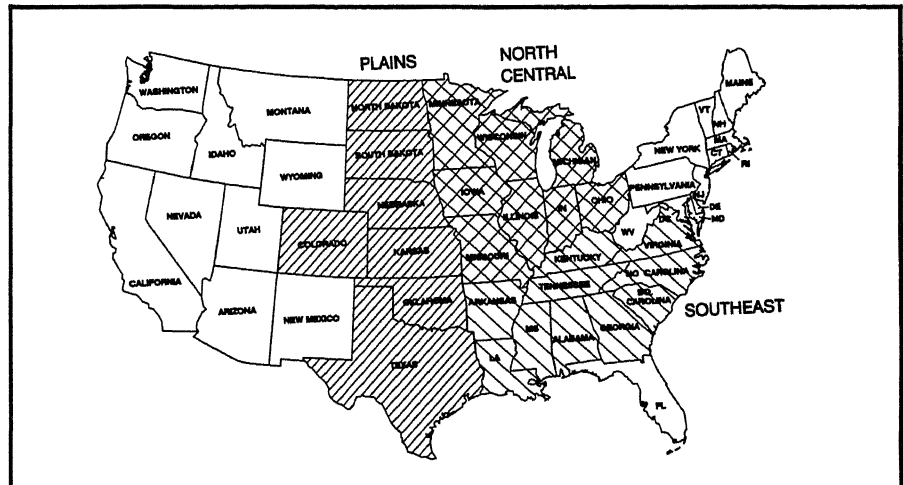 PLAINS
NORTH
CENTRAL
WASHINGTON
MONTANA
NORTH DAKOTA
MINNESOTA
MAINE
VT
NH
OREGON
IDAHO
WISCONSIN
MICHIGAN
NEW YORK
MA
CT
RI
SOUTH DAKOTA
WYOMING
IOWA
PENNSYLVANIA
NJ
NEBRASKA
NEVADA
UTAH
COLORADO
KANSAS
ILLINOIS
IN
OHIO
DE
MD
DC
WV
VIRGINIA
CALIFORNIA
MISSOURI
KENTUCKY
NO CAROLINA
TENNESSEE
SO.
CAROLINA
SOUTHEAST
ARIZONA
NEW MEXICO
OKLAHOMA
ARKANSAS
MS
ALABAMA
GEORGIA
TEXAS
LA
FL